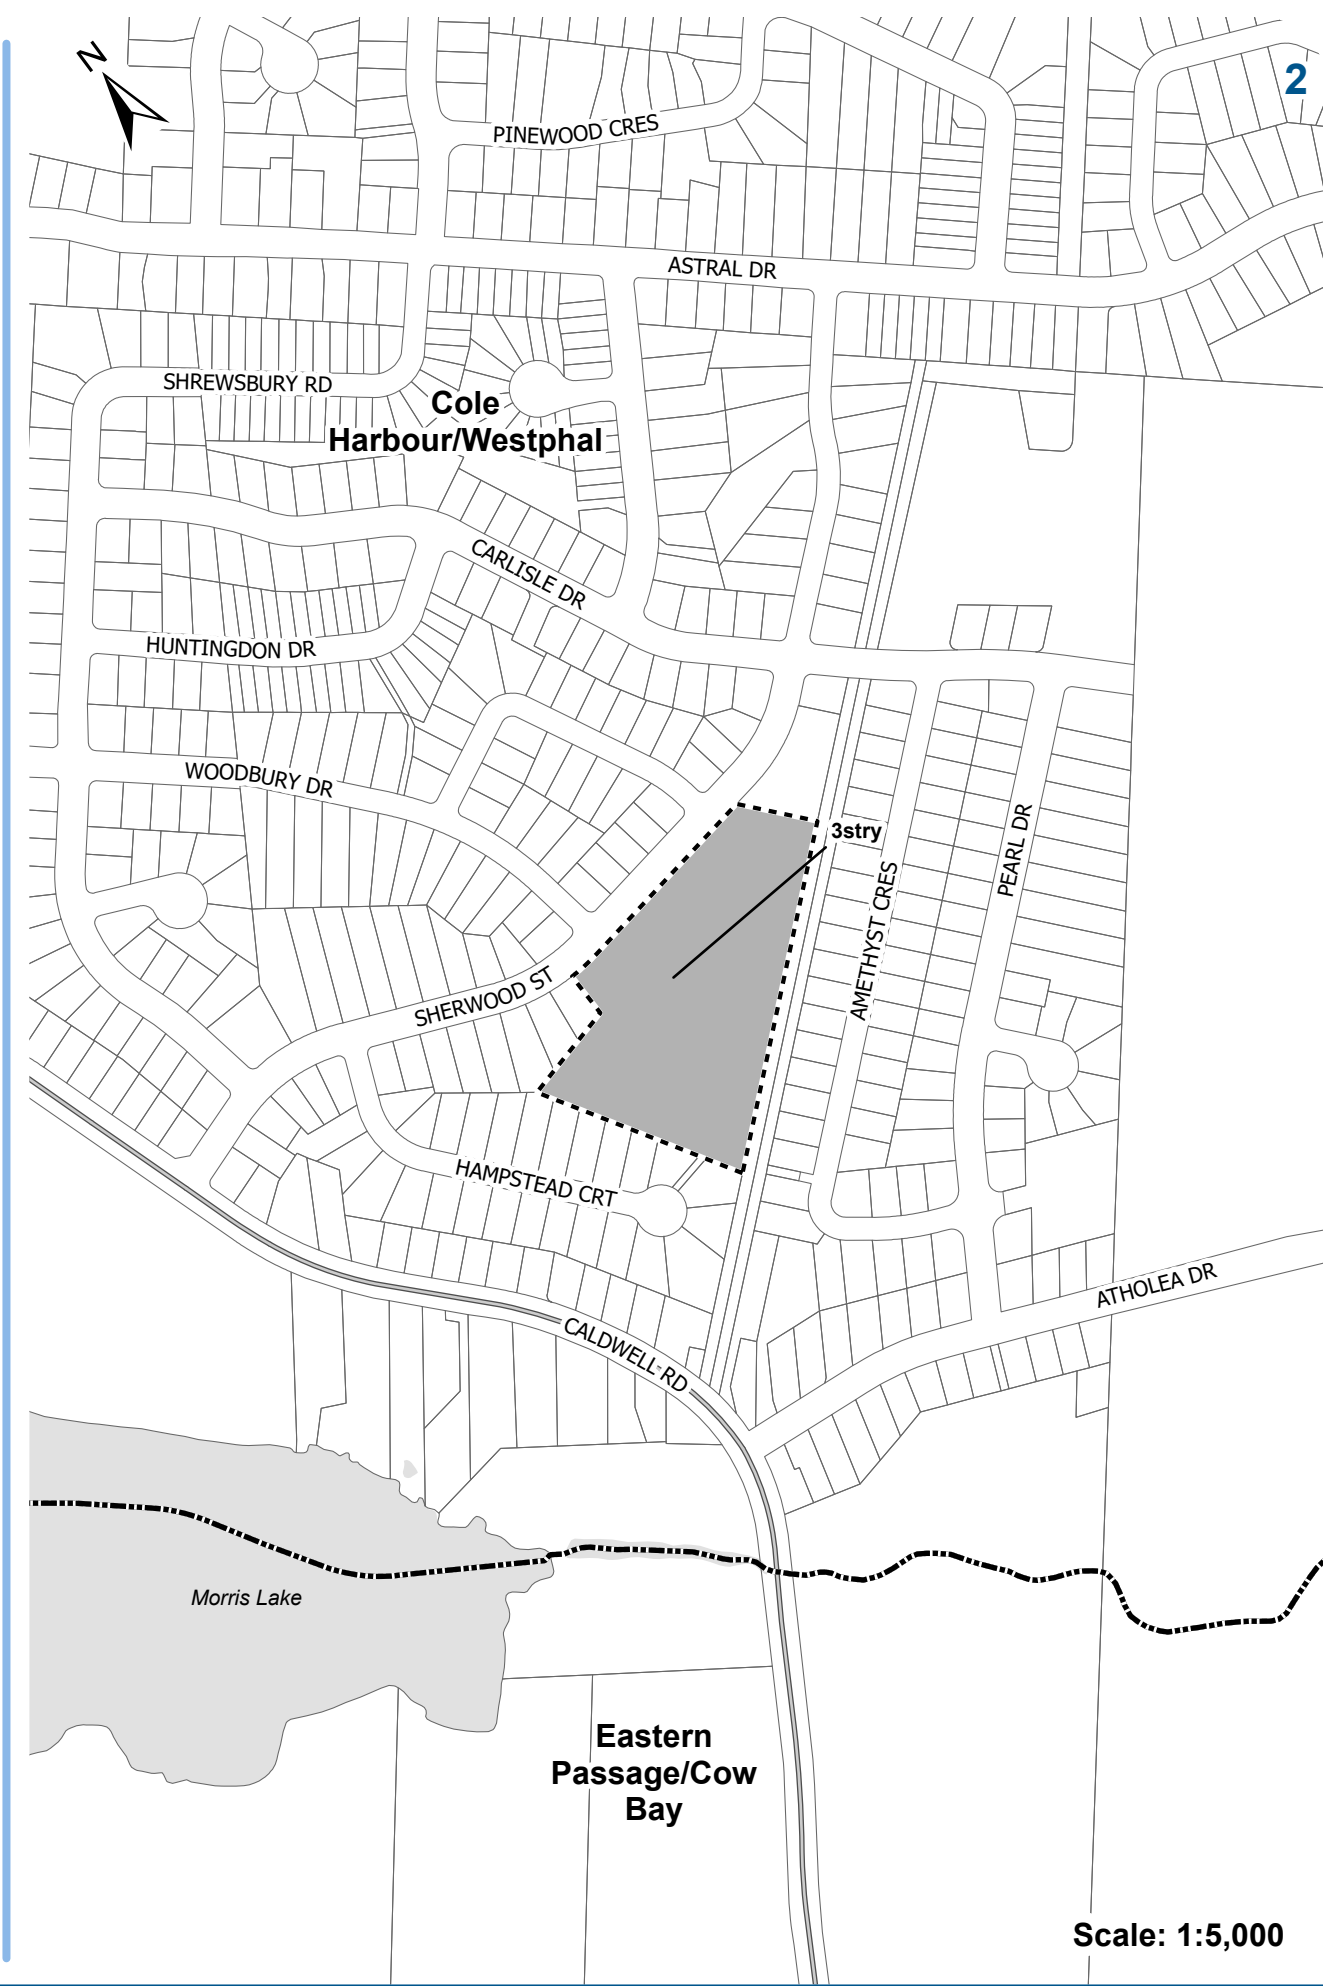 N
2
PINEWOOD CRES
ASTRAL DR
SHREWSBURY RD
Cole
Harbour/Westphal
CARLISLE DR
HUNTINGDON DR
WOODBURY DR
3stry
PEARL DR
AMETHYST CRES
SHERWOOD ST
HAMPSTEAD CRT
ATHOLEA DR
CALDWELL RD
Morris Lake
Eastern
Passage/Cow
Bay
Scale: 1:5,000